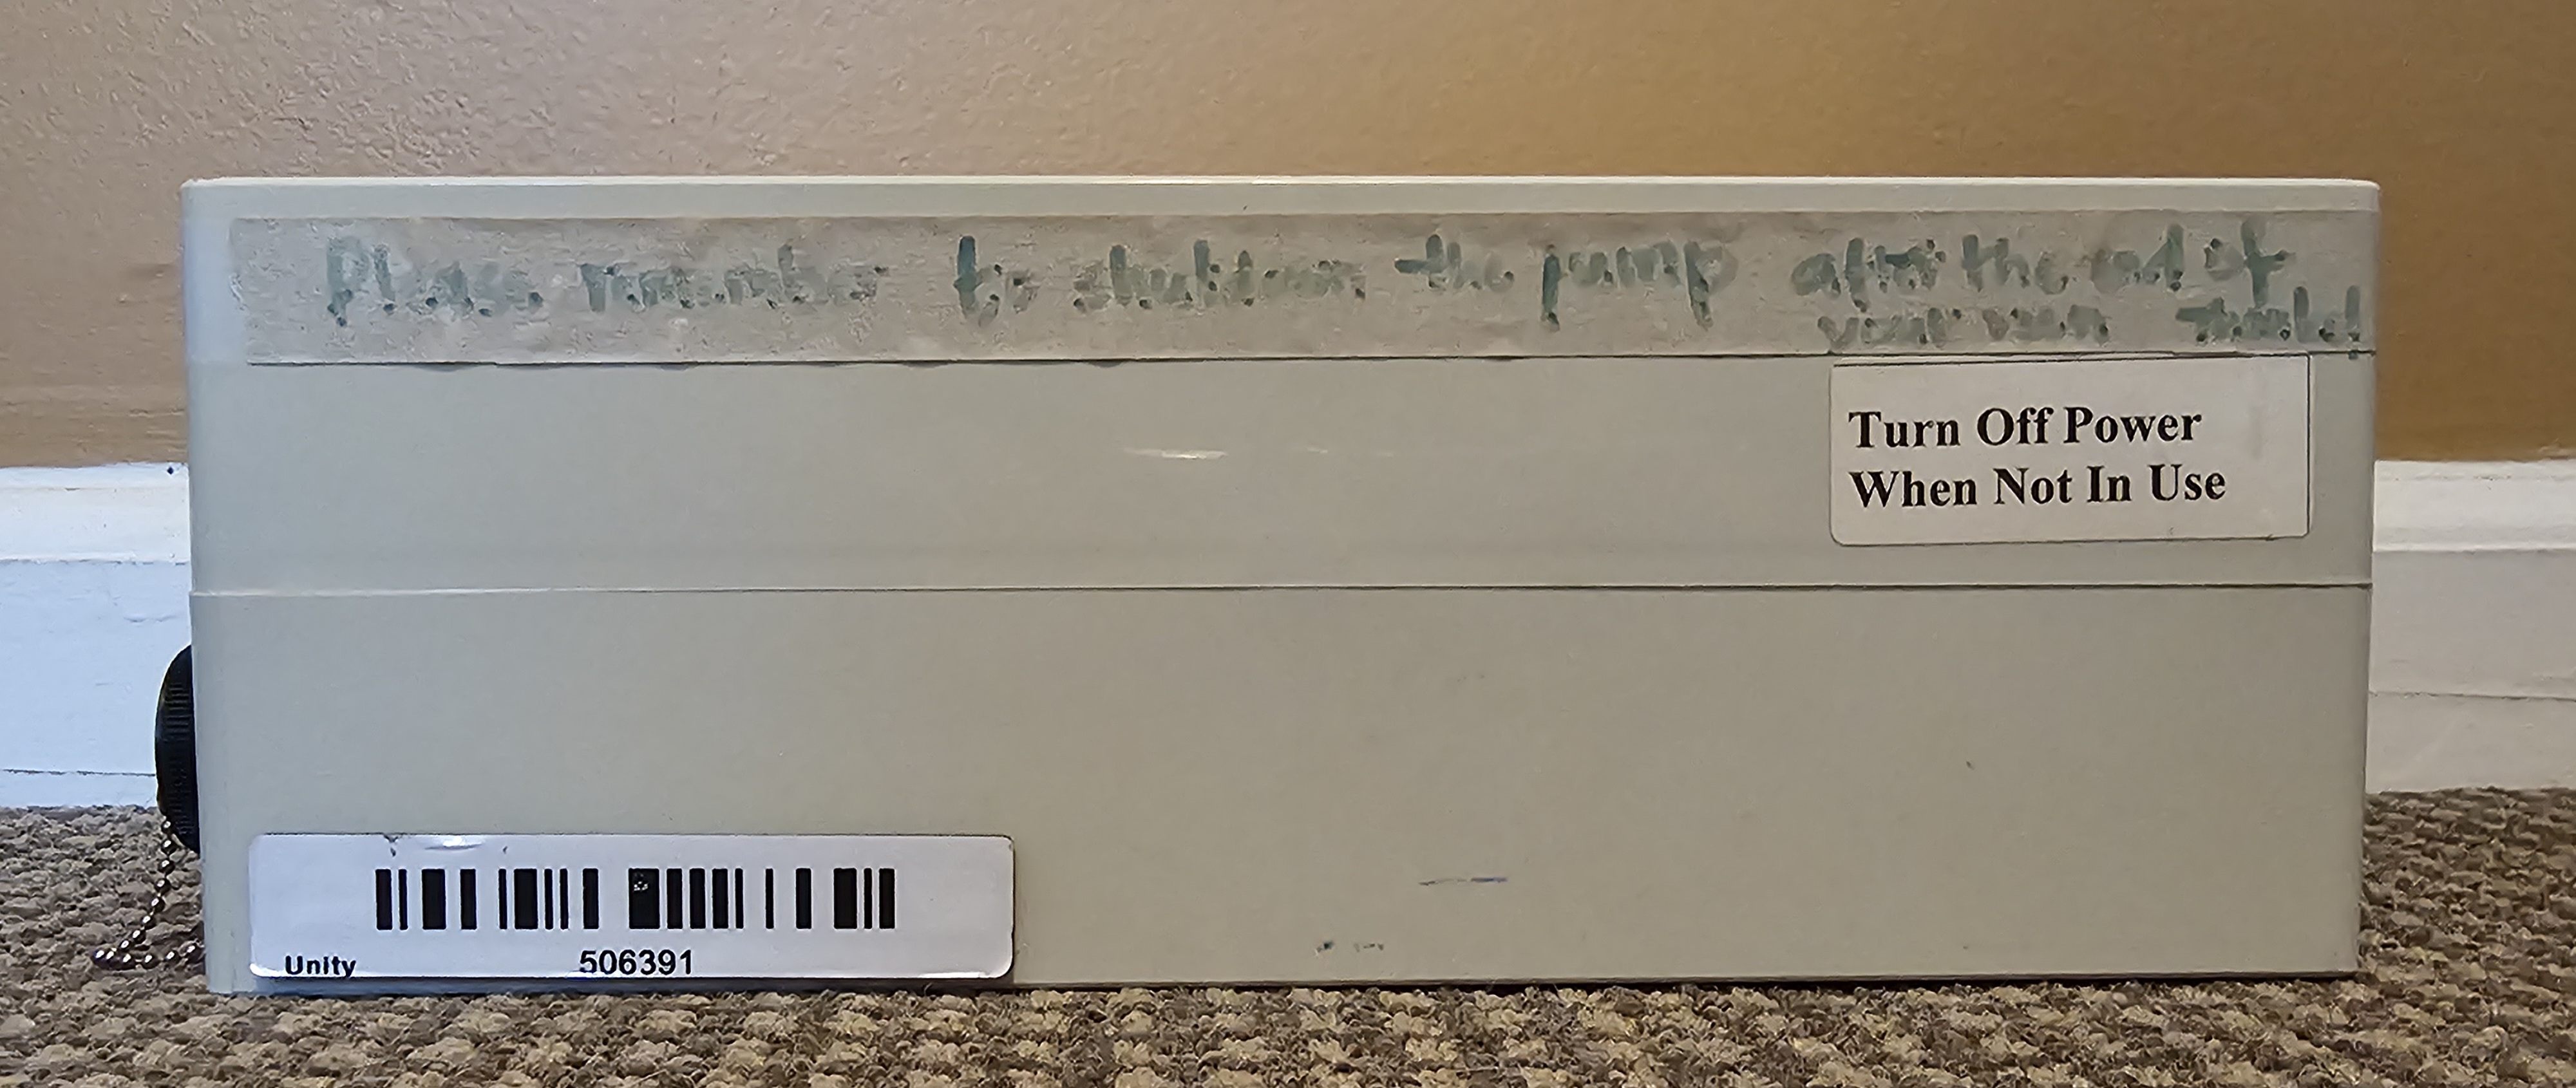 Please remember to shutdown the pump after the end of
your run Thanks!
Turn Off Power
When Not In Use
Unity 506391